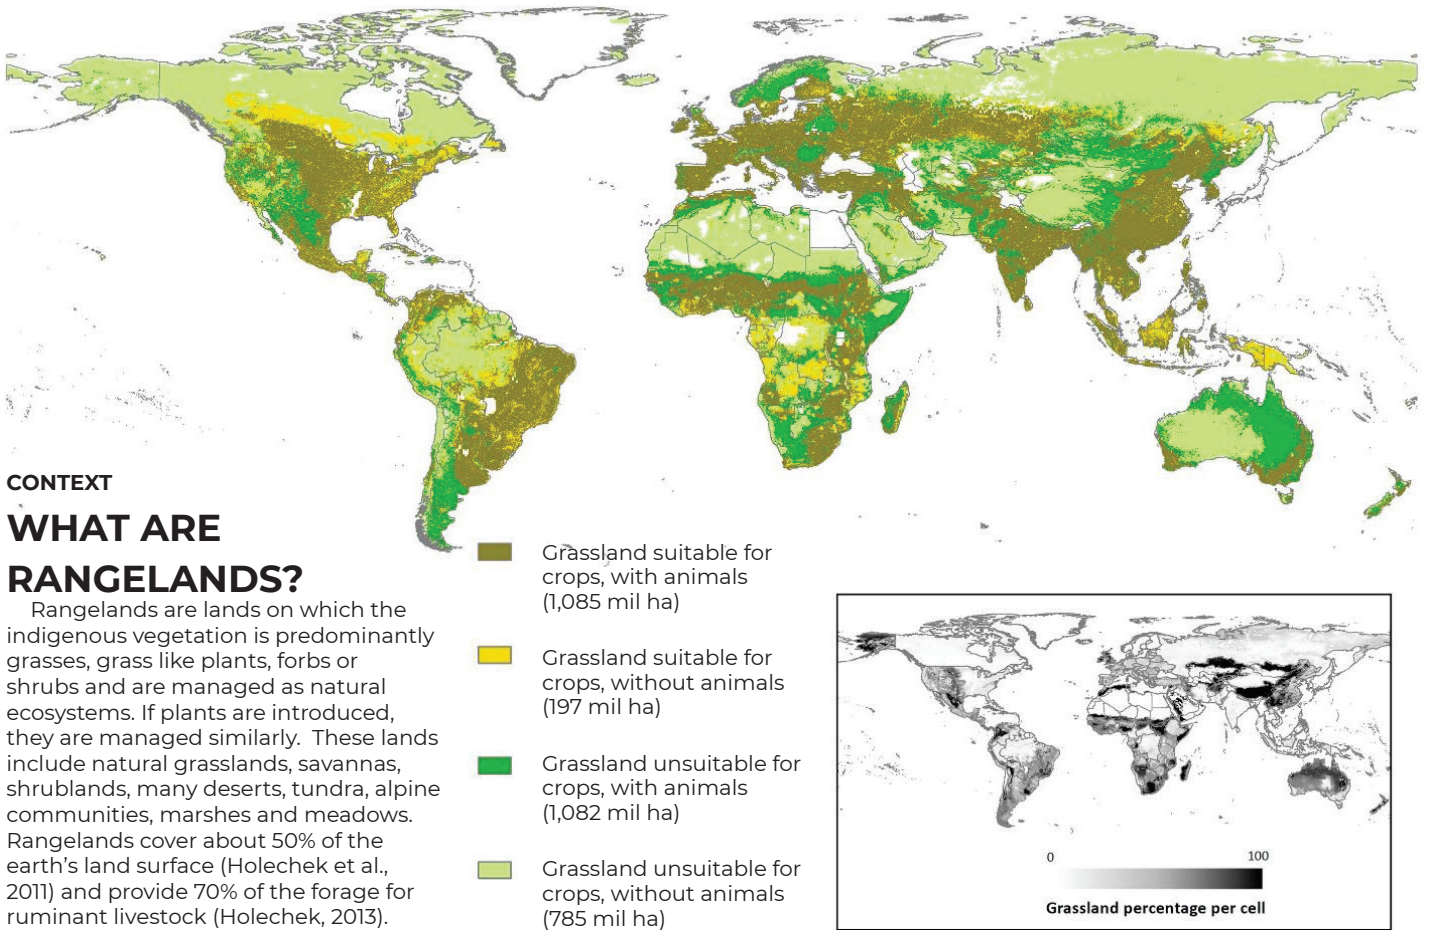 CONTEXT
WHAT ARE
RANGELANDS?
Rangelands are lands on which the
indigenous vegetation is predominantly
grasses, grass like plants, forbs or
shrubs and are managed as natural
ecosystems. If plants are introduced,
they are managed similarly.  These lands
include natural grasslands, savannas,
shrublands, many deserts, tundra, alpine
communities, marshes and meadows.
Rangelands cover about 50% of the
earth's land surface (Holechek et al.,
2011) and provide 70% of the forage for
ruminant livestock (Holechek, 2013).
Grassland suitable for
crops, with animals
(1,085 mil ha)
Grassland suitable for
crops, without animals
(197 mil ha)
Grassland unsuitable for
crops, with animals
(1,082 mil ha)
Grassland unsuitable for
crops, without animals
(785 mil ha)
0 100
Grassland percentage per cell